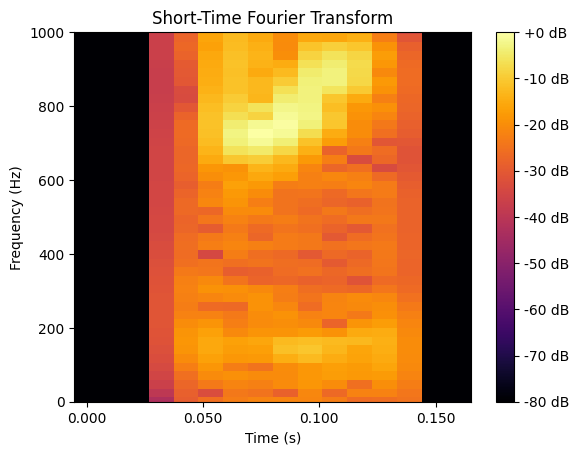 Short-Time Fourier Transform
1000
800
600
400
200
0
Frequency (Hz)
0.000
0.050
0.100
0.150
Time (s)
+0 dB
-10 dB
-20 dB
-30 dB
-40 dB
-50 dB
-60 dB
-70 dB
-80 dB